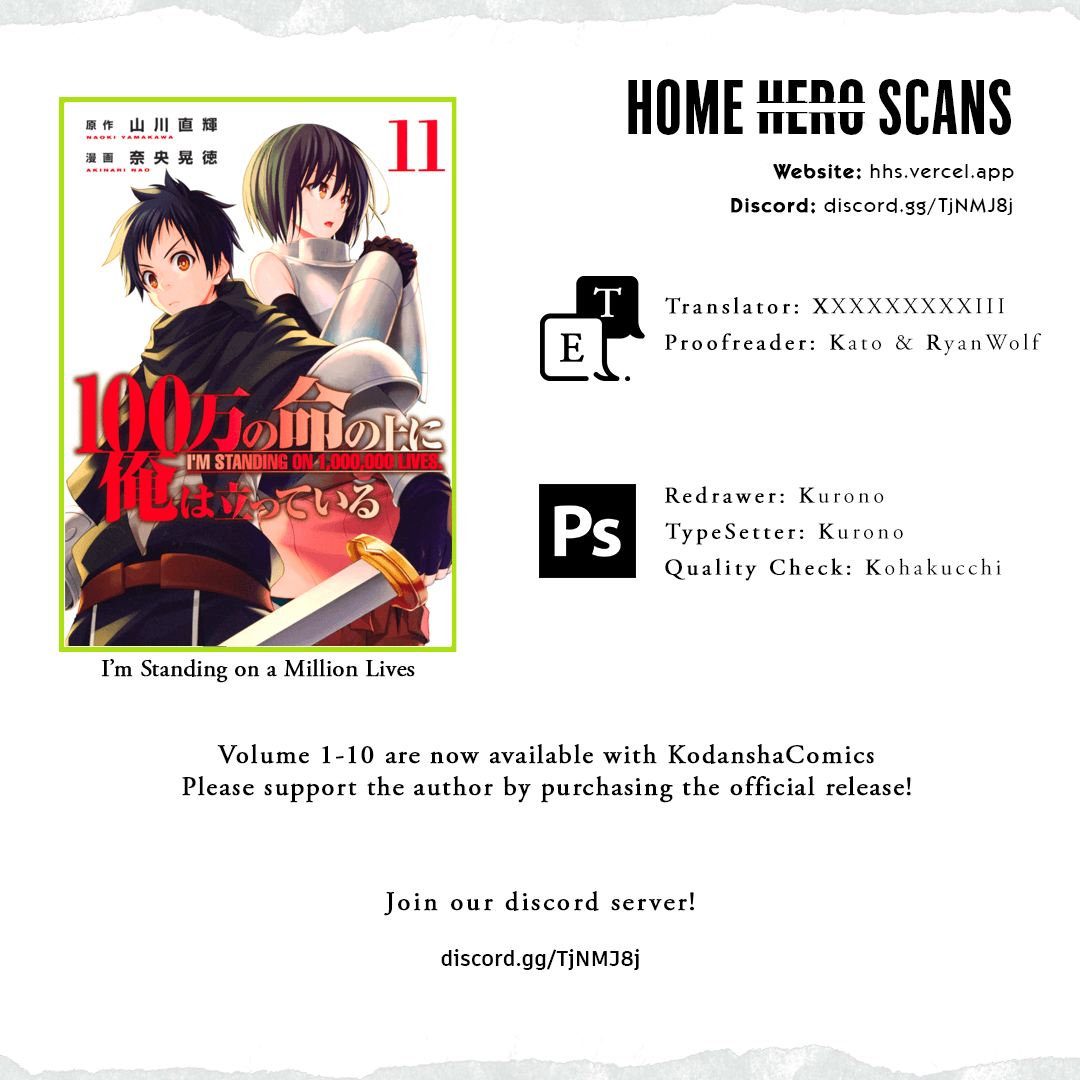 原作 山川直輝
NAOKI YAMAKAWA
漫画 奈央晃徳
AKINARI NAO
11
100万の命の上に
I'M STANDING ON 1,000,000 LIVES.
俺は立っている
I'm Standing on a Million Lives
HOME HERO SCANS
Website: hhs.vercel.app
Discord: discord.gg/TjNMJ8j
T
E
Translator: XXXXXXXXXIII
Proofreader: Kato & RyanWolf
Ps
Redrawer: Kurono
TypeSetter: Kurono
Quality Check: Kohakucchi
Volume 1-10 are now available with KodanshaComics
Please support the author by purchasing the official release!
Join our discord server!
discord.gg/TjNMJ8j